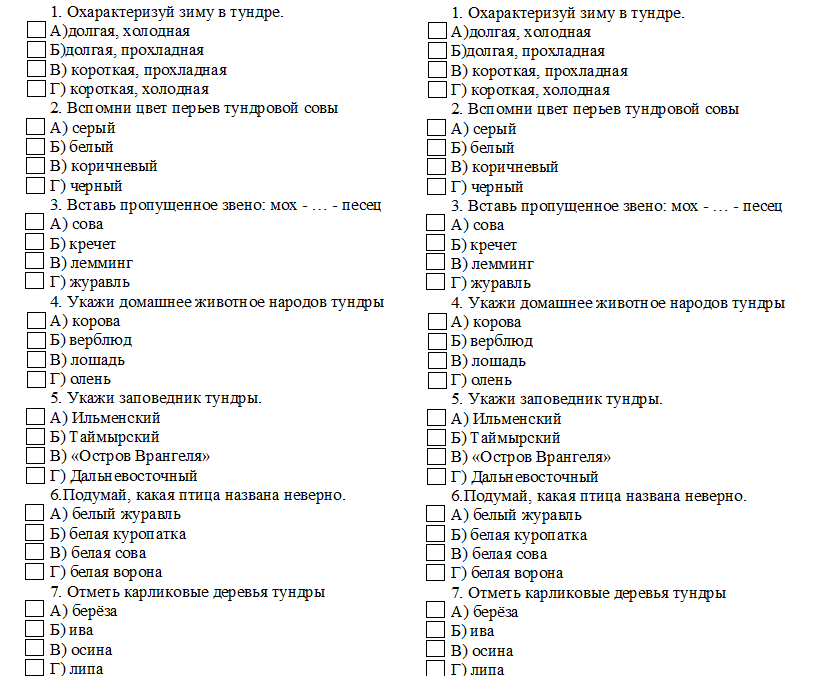 1. Охарактеризуй зиму в тундре.
А)долгая, холодная
Б)долгая, прохладная
В) короткая, прохладная
Г) короткая, холодная
2. Вспомни цвет перьев тундровой совы
А) серый
Б) белый
В) коричневый
Г) черный
3. Вставь пропущенное звено: мох - … - песец
А) сова
Б) кречет
В) лемминг
Г) журавль
4. Укажи домашнее животное народов тундры
А) корова
Б) верблюд
В) лошадь
Г) олень
5. Укажи заповедник тундры.
А) Ильменский
Б) Таймырский
В) «Остров Врангеля»
Г) Дальневосточный
6.Подумай, какая птица названа неверно.
А) белый журавль
Б) белая куропатка
В) белая сова
Г) белая ворона
7. Отметь карликовые деревья тундры
А) берёза
Б) ива
В) осина
Г) липа
1. Охарактеризуй зиму в тундре.
А)долгая, холодная
Б)долгая, прохладная
В) короткая, прохладная
Г) короткая, холодная
2. Вспомни цвет перьев тундровой совы
А) серый
Б) белый
В) коричневый
Г) черный
3. Вставь пропущенное звено: мох - … - песец
А) сова
Б) кречет
В) лемминг
Г) журавль
4. Укажи домашнее животное народов тундры
А) корова
Б) верблюд
В) лошадь
Г) олень
5. Укажи заповедник тундры.
А) Ильменский
Б) Таймырский
В) «Остров Врангеля»
Г) Дальневосточный
6.Подумай, какая птица названа неверно.
А) белый журавль
Б) белая куропатка
В) белая сова
Г) белая ворона
7. Отметь карликовые деревья тундры
А) берёза
Б) ива
В) осина
Г) липа